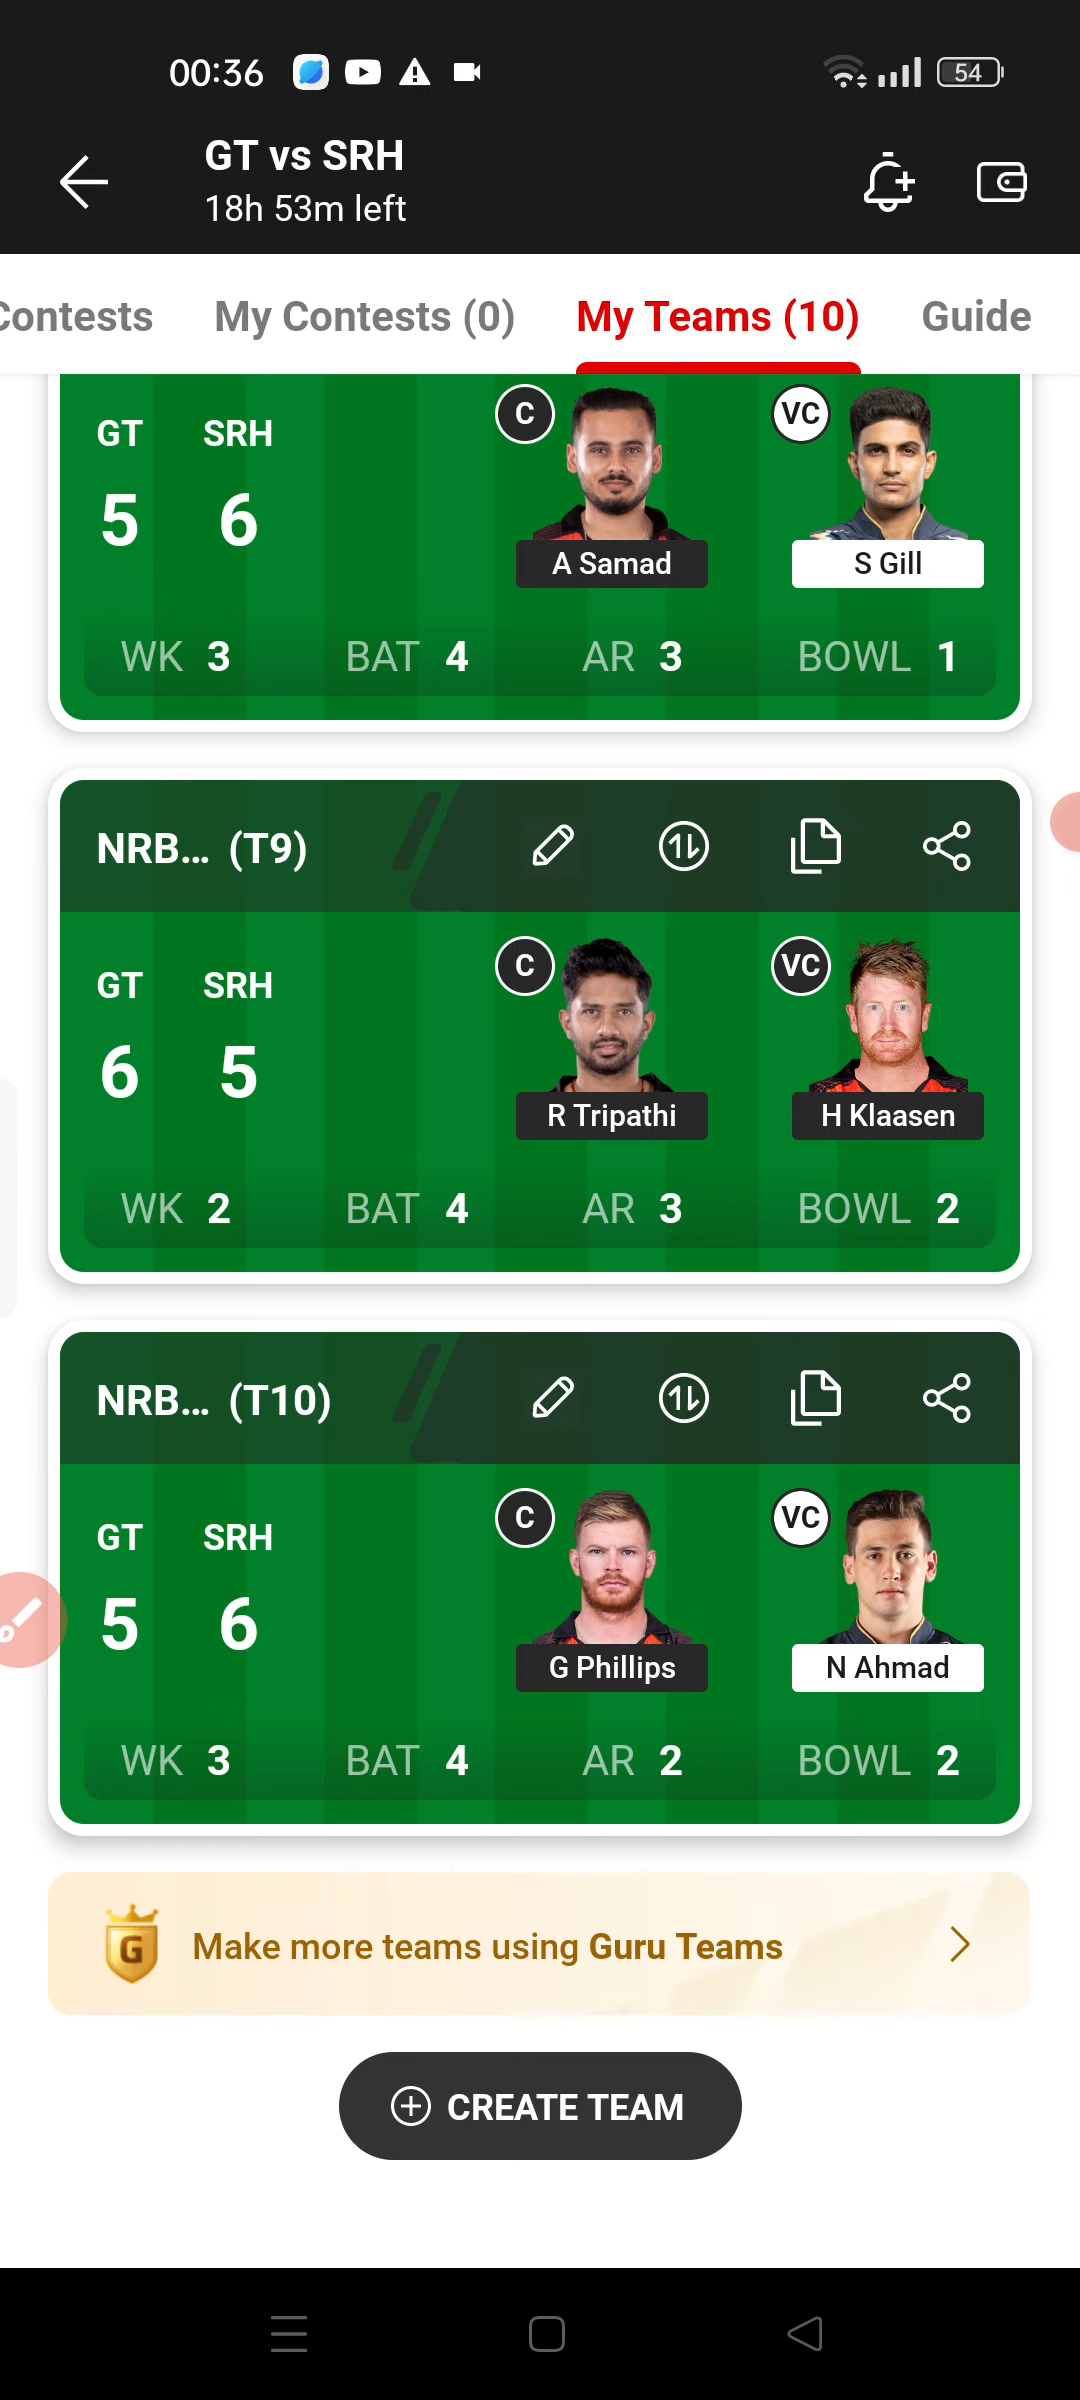 00:36
54
GT vs SRH
18h 53m left
Contests My Contests (0) My Teams (10) Guide
GT SRH C VC
5 6
A Samad S Gill
WK 3 BAT 4 AR 3 BOWL 1
NRB... (T9)
GT SRH C VC
6 5
R Tripathi H Klaasen
WK 2 BAT 4 AR 3 BOWL 2
NRB... (T10)
GT SRH C VC
5 6
G Phillips N Ahmad
WK 3 BAT 4 AR 2 BOWL 2
G Make more teams using Guru Teams
CREATE TEAM